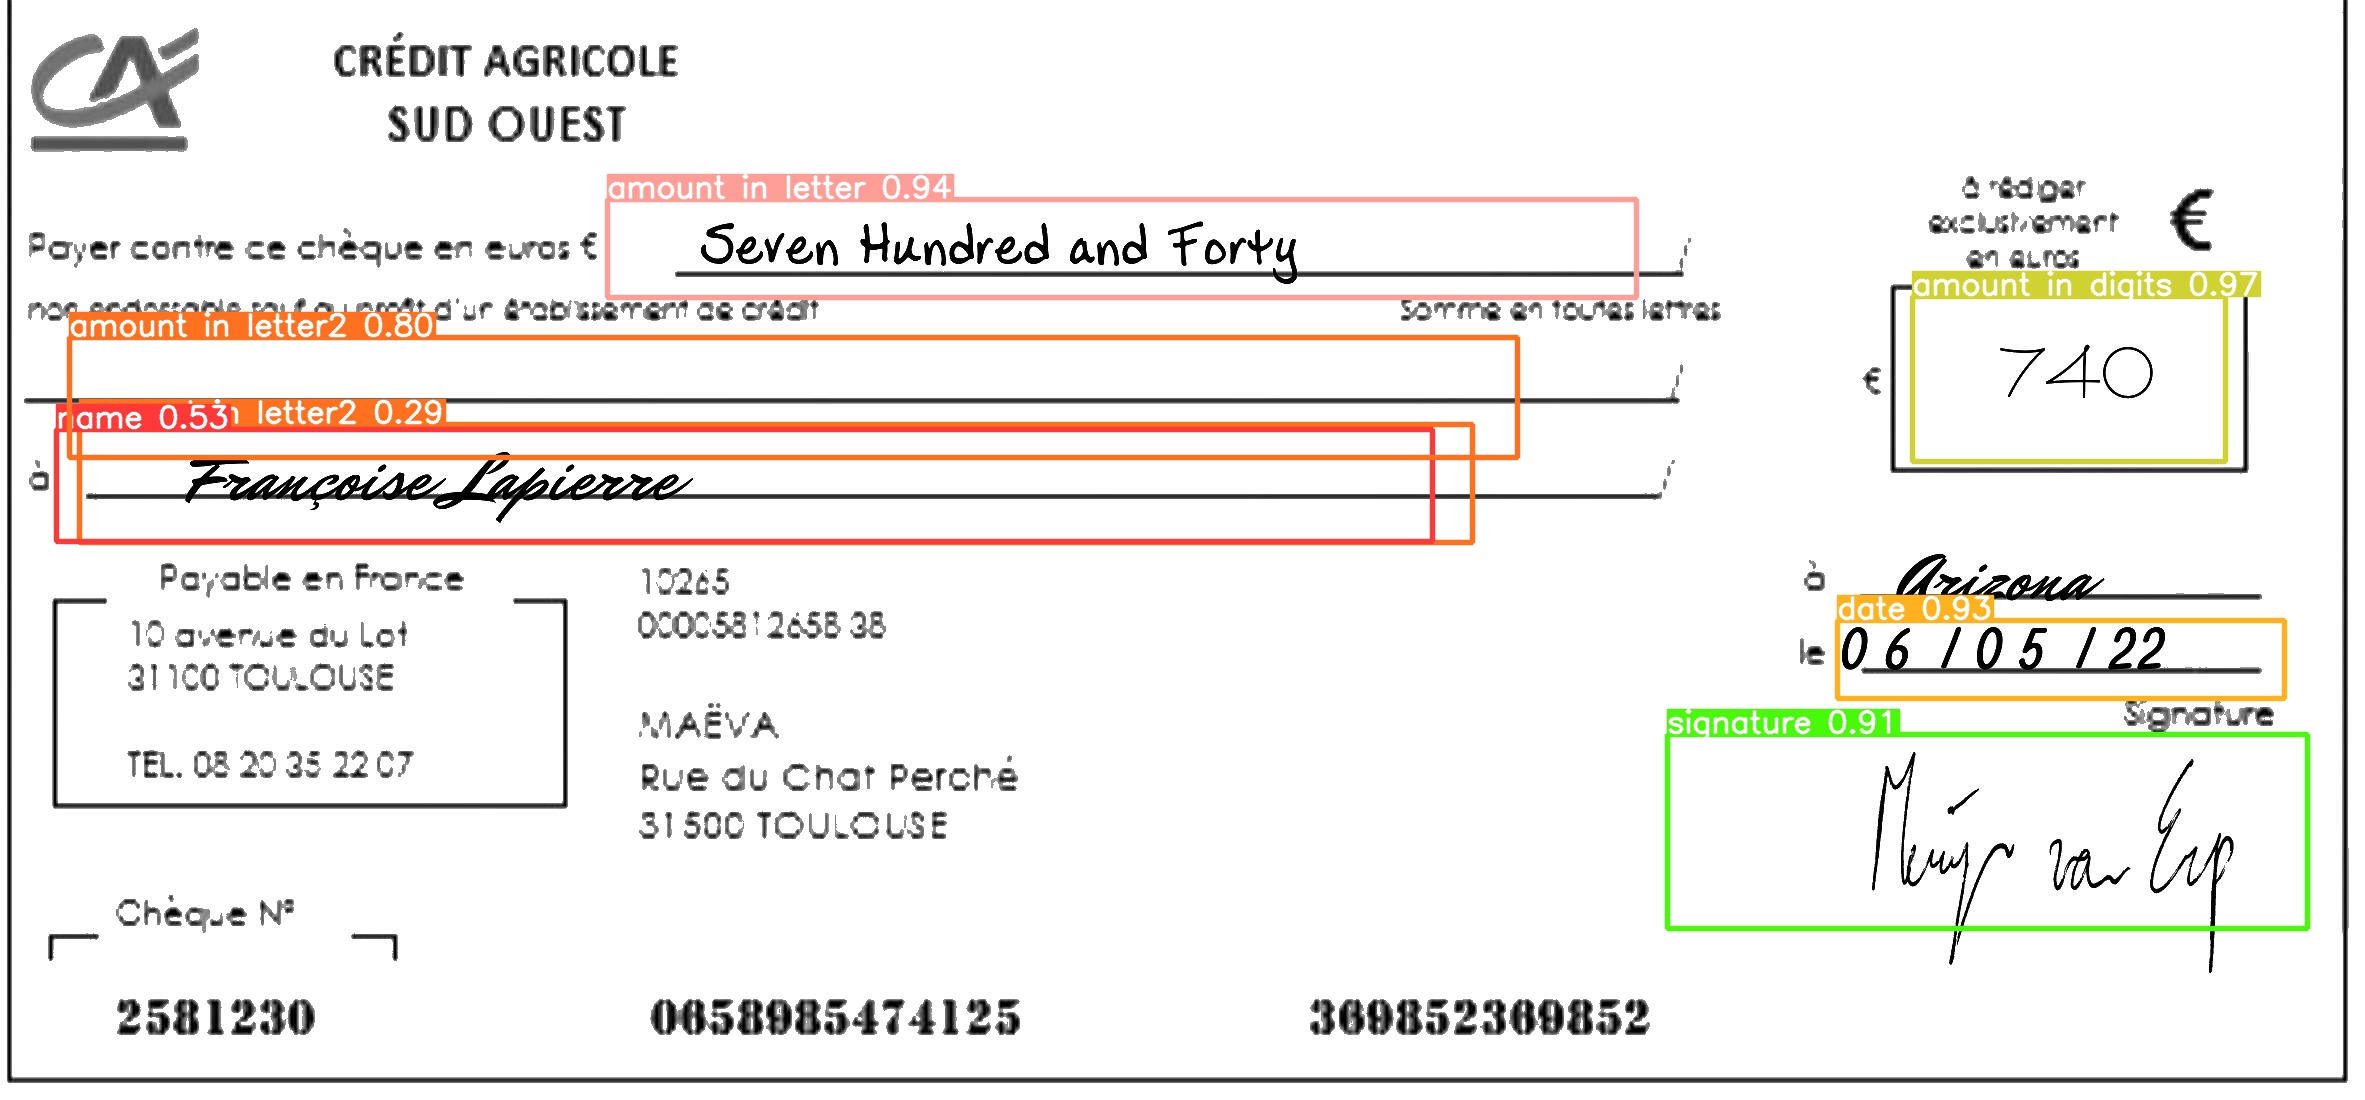 CA
CRÉDIT AGRICOLE
SUD OUEST
amount in letter 0.94
à rédiger
exclusivement
en euros
€
Payer contre ce chèque en euros €
Seven Hundred and Forty
non endossable sauf au profit d'un établissement de crédit
Somme en toutes lettres
amount in digits 0.97
amount in letter2 0.80
€
740
name 0.53
letter2 0.29
à
Françoise Lapierre
Payable en France
10 avenue du Lot
31100 TOULOUSE
TEL. 08 20 35 22 07
10265
00005812658 38
MAËVA
Rue du Chat Perché
31500 TOULOUSE
à Arizona
date 0.93
le 06/05/22
Signature
signature 0.91
Chèque N°
2581230
0658985474125
369852369852